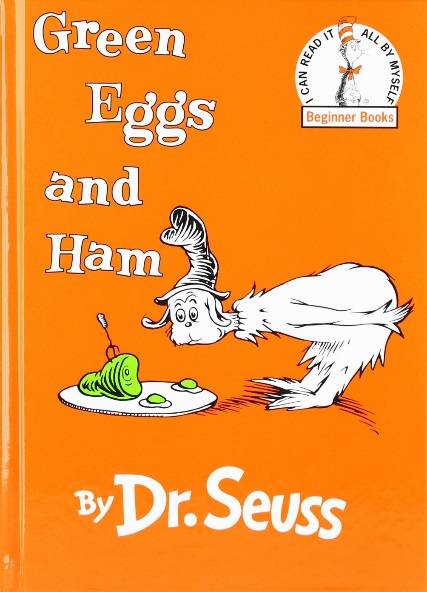 Green
Eggs
and
Ham
I CAN READ IT ALL BY MYSELF
Beginner Books
By Dr. Seuss